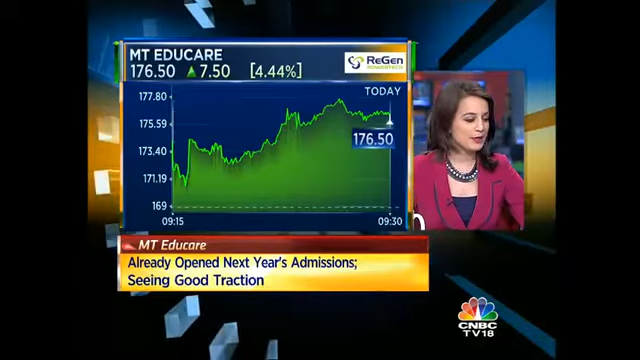 MT EDUCARE
176.50 ▲ 7.50 [4.44%]
ReGen
POWERTECH
TODAY
177.80
175.59
173.40
171.19
169
176.50
09:15
09:30
MT Educare
Already Opened Next Year's Admissions;
Seeing Good Traction
CNBC
TV18